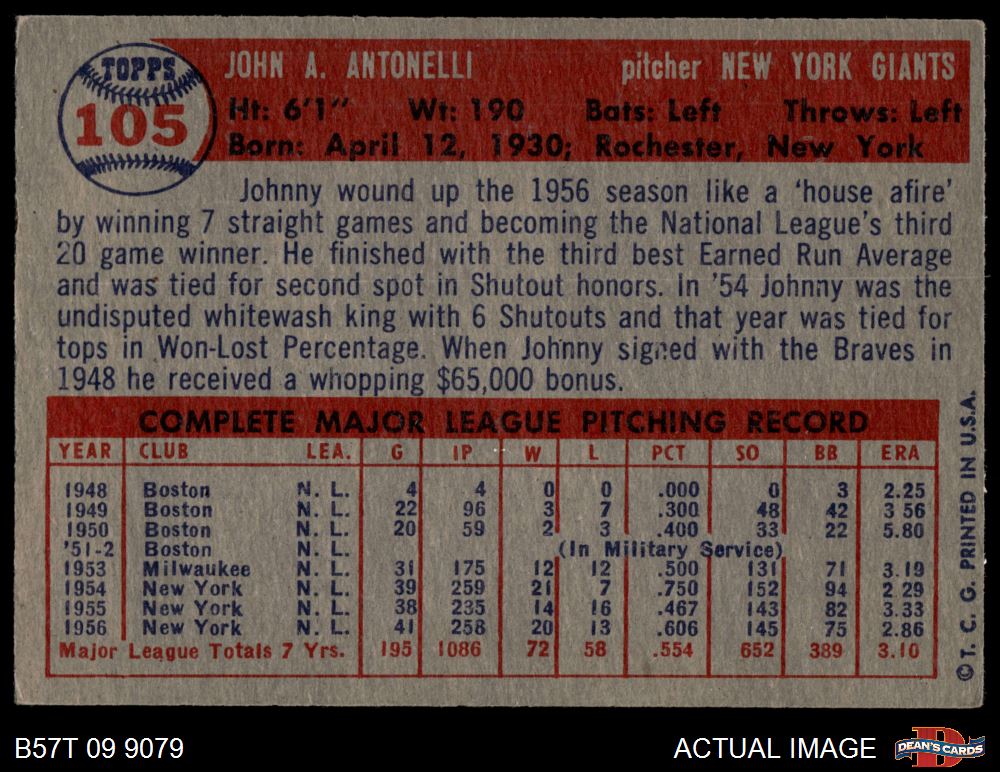 TOPPS
105
JOHN A. ANTONELLI pitcher NEW YORK GIANTS
Ht: 6'1" Wt: 190 Bats: Left Throws: Left
Born: April 12, 1930; Rochester, New York
Johnny wound up the 1956 season like a 'house afire'
by winning 7 straight games and becoming the National League's third
20 game winner. He finished with the third best Earned Run Average
and was tied for second spot in Shutout honors. In '54 Johnny was the
undisputed whitewash king with 6 Shutouts and that year was tied for
tops in Won-Lost Percentage. When Johnny signed with the Braves in
1948 he received a whopping $65,000 bonus.
COMPLETE MAJOR LEAGUE PITCHING RECORD
YEAR CLUB LEA. G IP W L PCT SO BB ERA
1948 Boston N. L. 4 4 0 0 .000 0 3 2.25
1949 Boston N. L. 22 96 3 7 .300 48 42 3 56
1950 Boston N. L. 20 59 2 3 .400 33 22 5.80
'51-2 Boston N. L. (In Military Service)
1953 Milwaukee N. L. 31 175 12 12 .500 131 71 3.19
1954 New York N. L. 39 259 21 7 .750 152 94 2 29
1955 New York N. L. 38 235 14 16 .467 143 82 3.33
1956 New York N. L. 41 258 20 13 .606 145 75 2.86
Major League Totals 7 Yrs. 195 1086 72 58 .554 652 389 3.10
© T. C. G. PRINTED IN U.S.A.
B57T 09 9079 ACTUAL IMAGE
DEAN'S CARDS